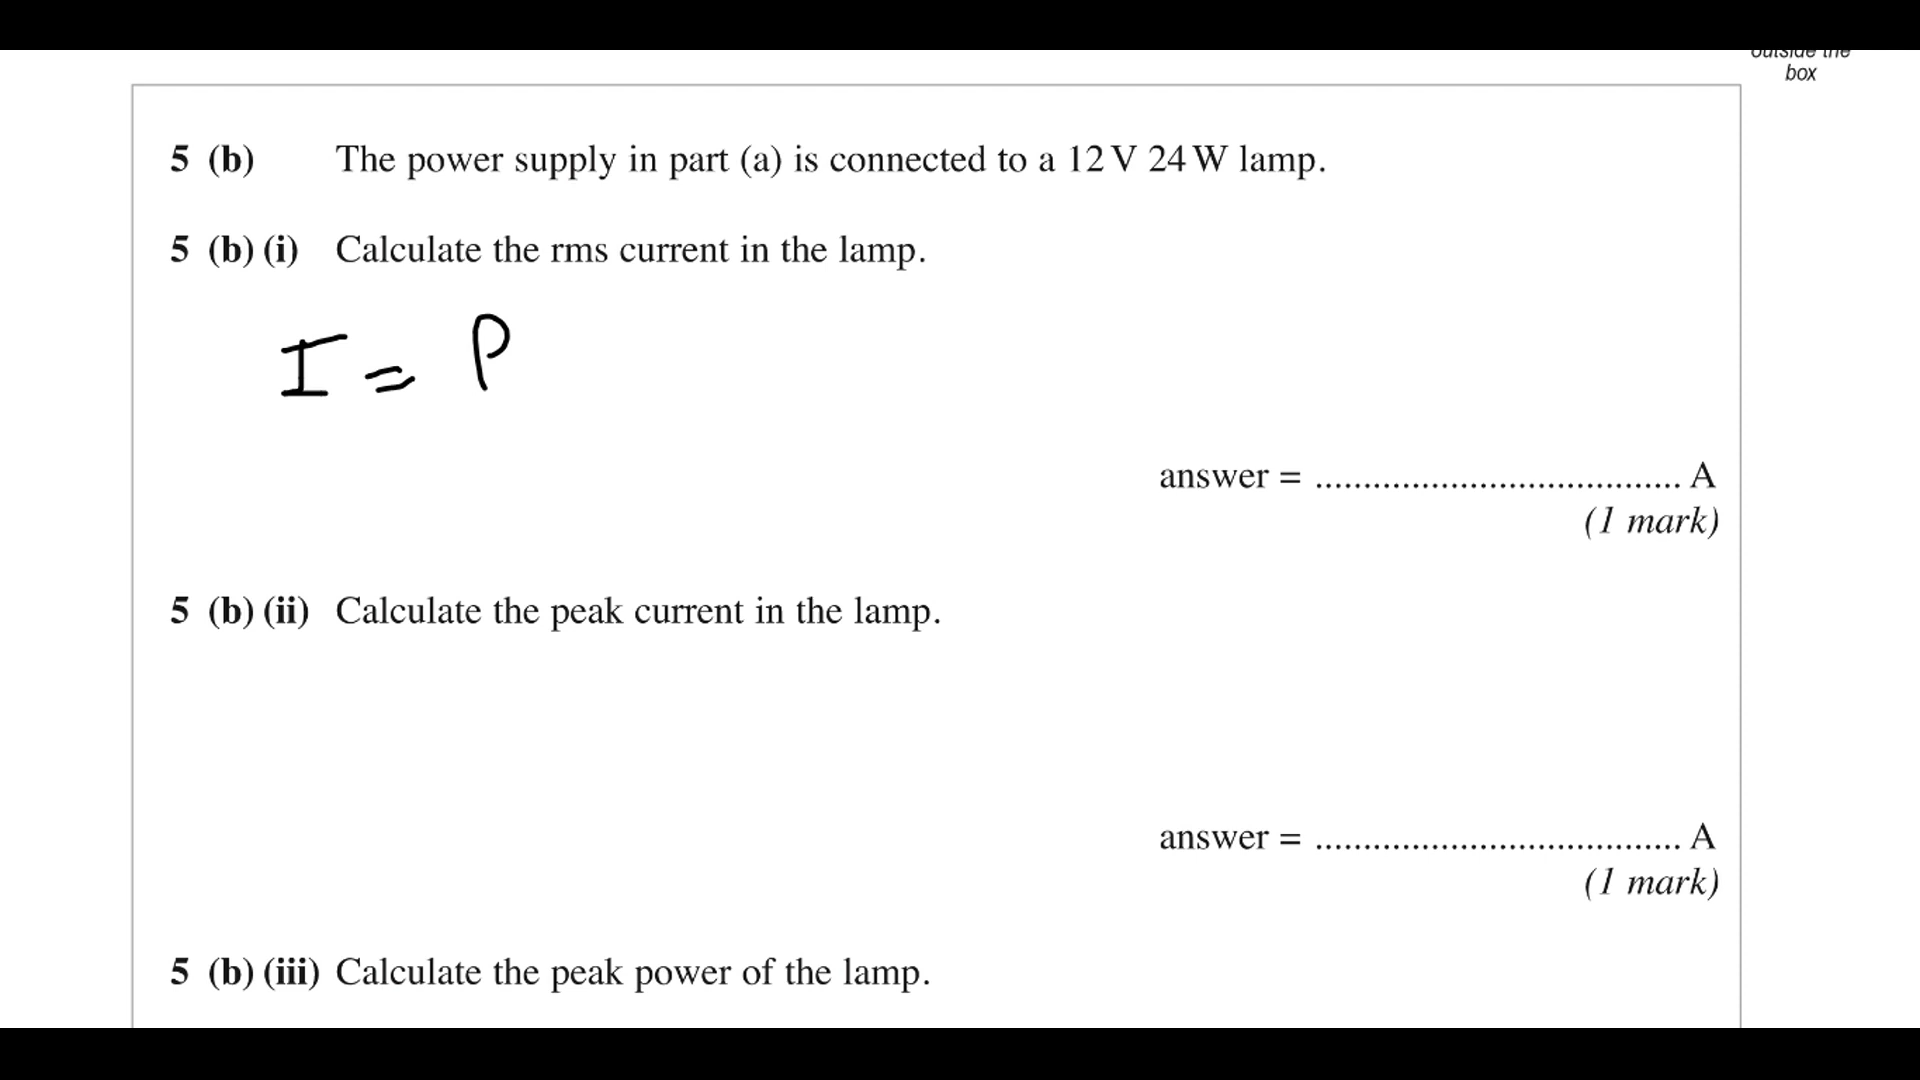 outside the
box
5 (b) The power supply in part (a) is connected to a 12 V 24 W lamp.
5 (b) (i) Calculate the rms current in the lamp.
I = P
answer = ...................................... A
(1 mark)
5 (b) (ii) Calculate the peak current in the lamp.
answer = ...................................... A
(1 mark)
5 (b) (iii) Calculate the peak power of the lamp.